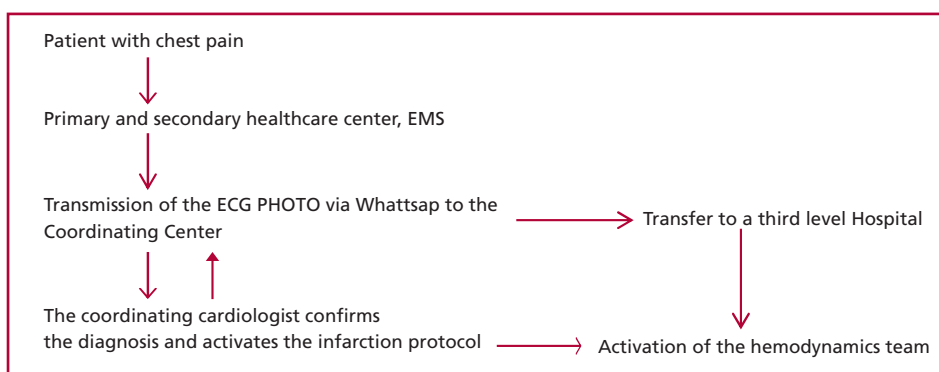 Patient with chest pain
Primary and secondary healthcare center, EMS
Transmission of the ECG PHOTO via Whattsap to the
Coordinating Center
Transfer to a third level Hospital
The coordinating cardiologist confirms
the diagnosis and activates the infarction protocol
Activation of the hemodynamics team